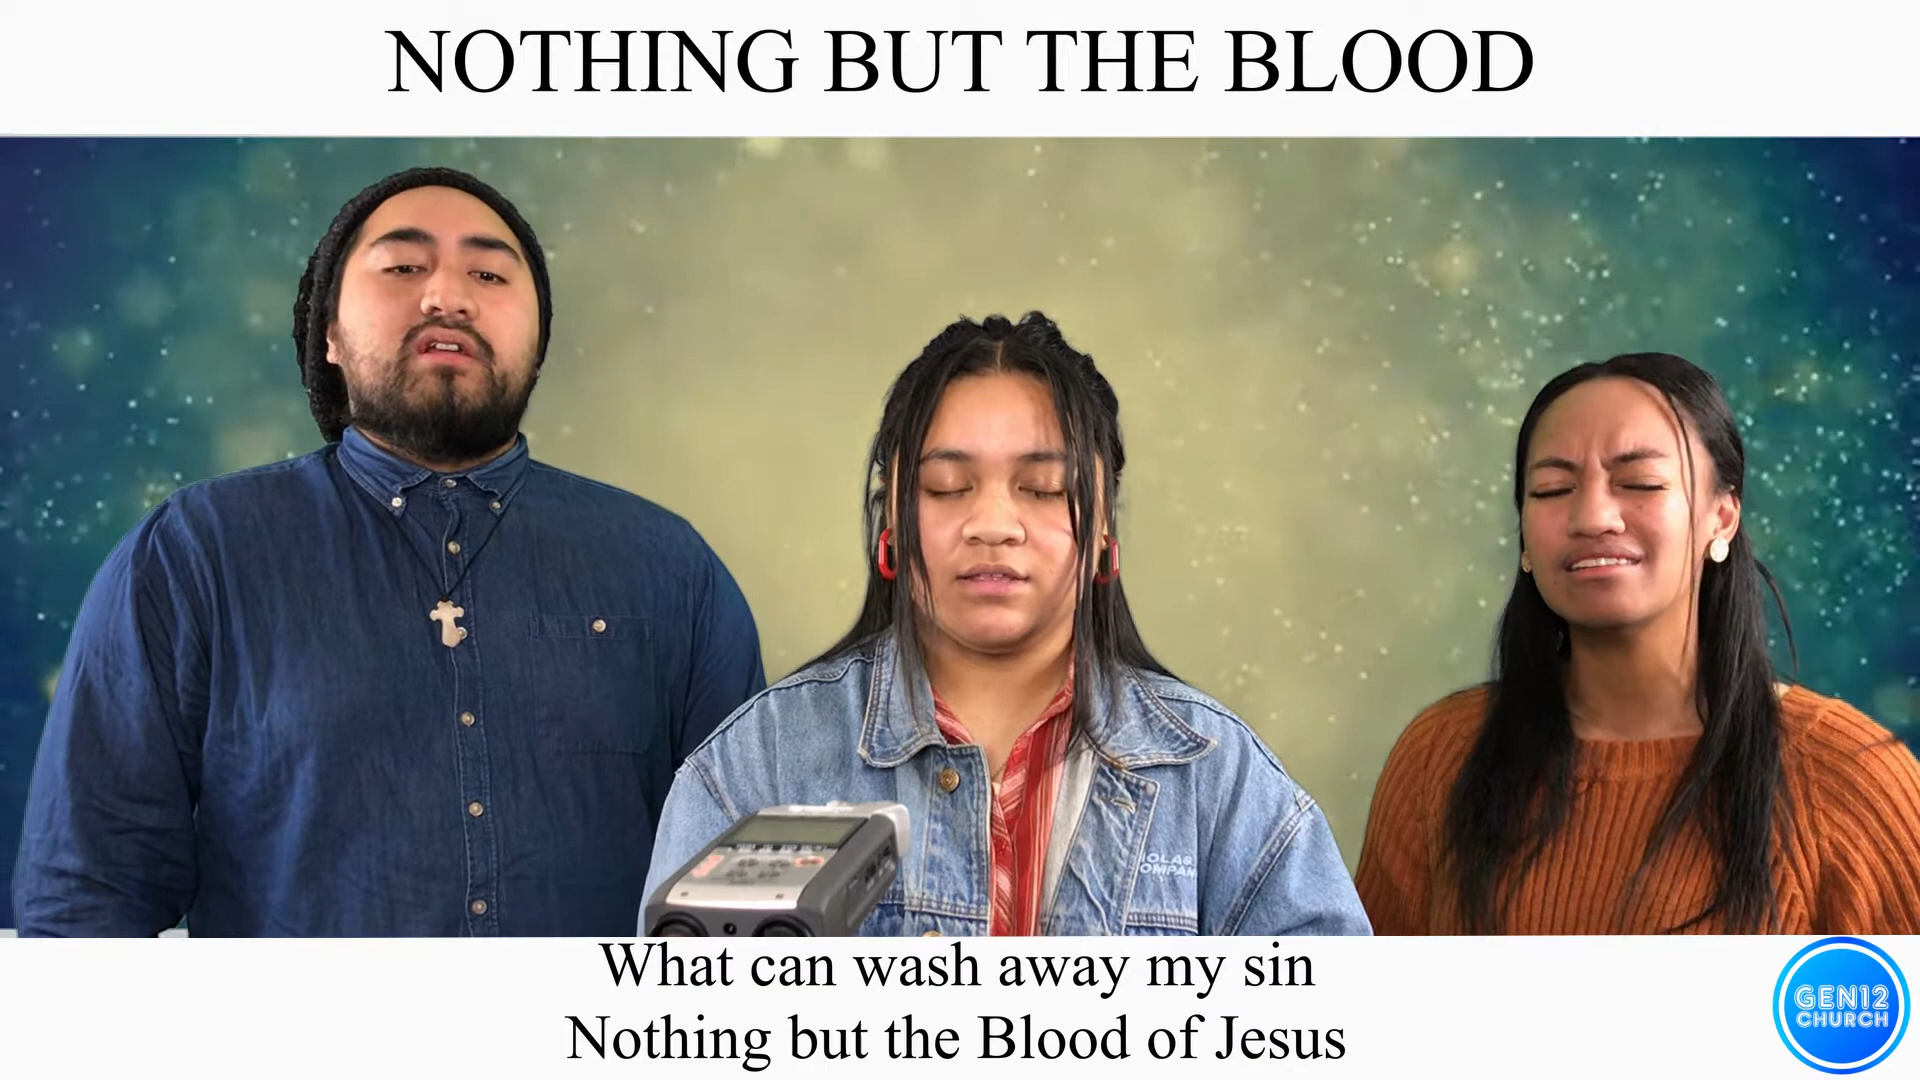 NOTHING BUT THE BLOOD
What can wash away my sin
Nothing but the Blood of Jesus
GEN12
CHURCH